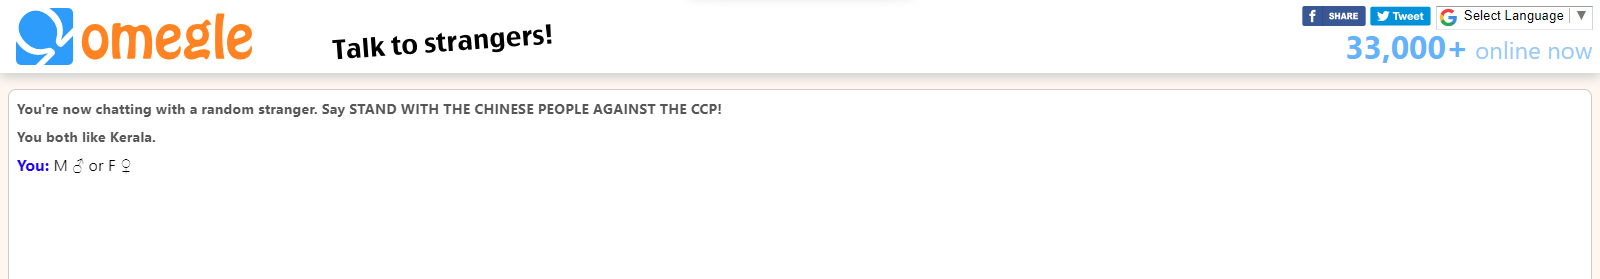 omegle
Talk to strangers!
f SHARE
Tweet
G Select Language ▼
33,000+ online now
You're now chatting with a random stranger. Say STAND WITH THE CHINESE PEOPLE AGAINST THE CCP!
You both like Kerala.
You: M ♂ or F ♀